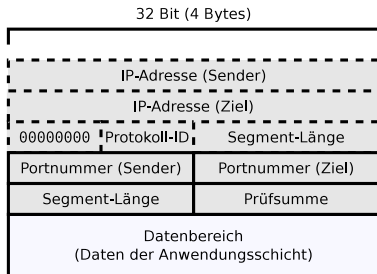 32 Bit (4 Bytes)
IP-Adresse (Sender)
IP-Adresse (Ziel)
00000000 Protokoll-ID Segment-Länge
Portnummer (Sender) Portnummer (Ziel)
Segment-Länge Prüfsumme
Datenbereich
(Daten der Anwendungsschicht)